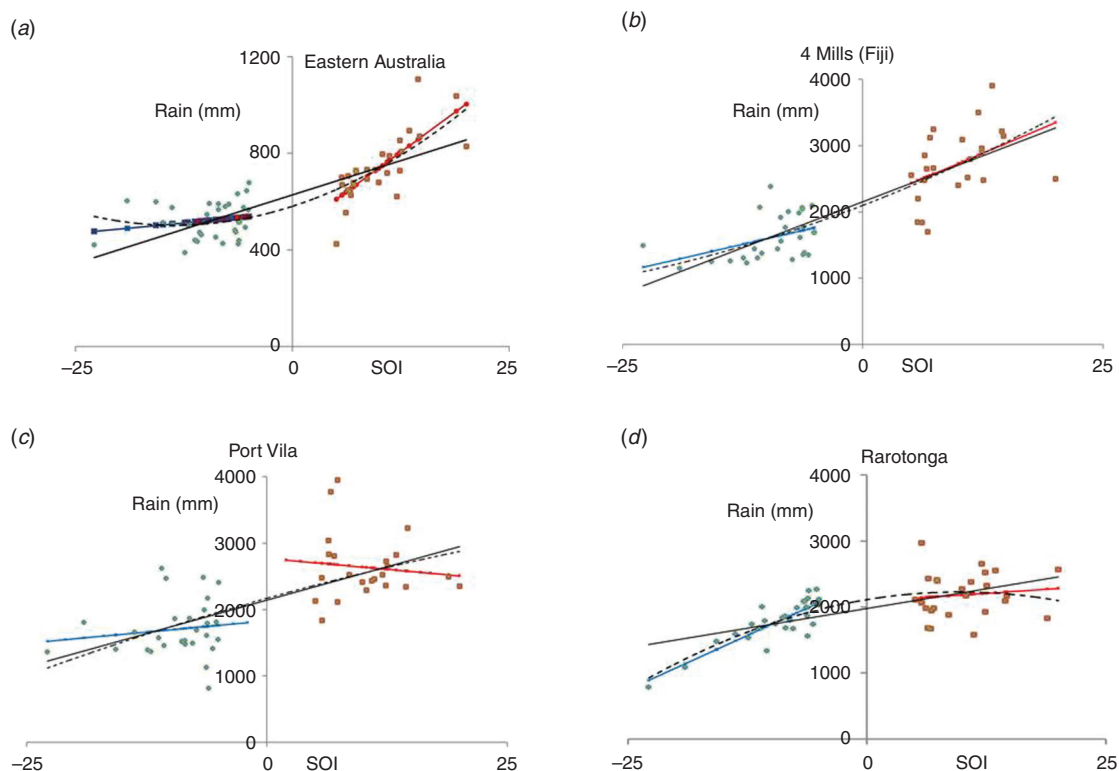 (a)
Eastern Australia
Rain (mm)
1200
800
400
0
–25
0
SOI
25
(b)
4 Mills (Fiji)
Rain (mm)
4000
3000
2000
1000
0
–25
0
SOI
25
(c)
Port Vila
Rain (mm)
4000
3000
2000
1000
0
–25
0
SOI
25
(d)
Rarotonga
Rain (mm)
4000
3000
2000
1000
0
–25
0
SOI
25